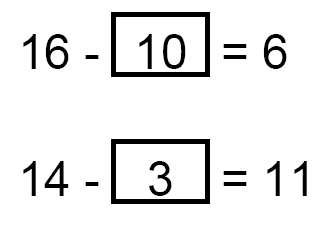 16 - 10 = 6
14 - 3 = 11